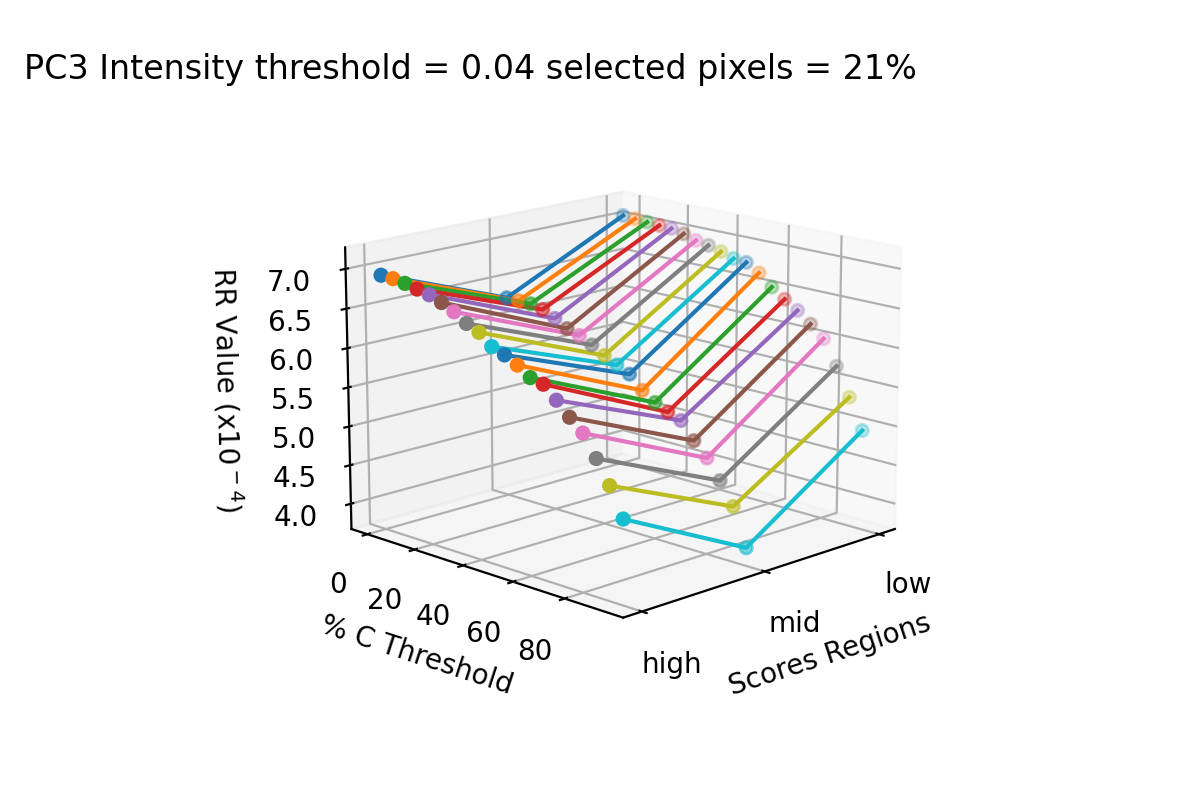 PC3 Intensity threshold = 0.04 selected pixels = 21%
RR Value (x10⁻⁴)
7.0
6.5
6.0
5.5
5.0
4.5
4.0
0
20
40
60
80
% C Threshold
high
mid
low
Scores Regions